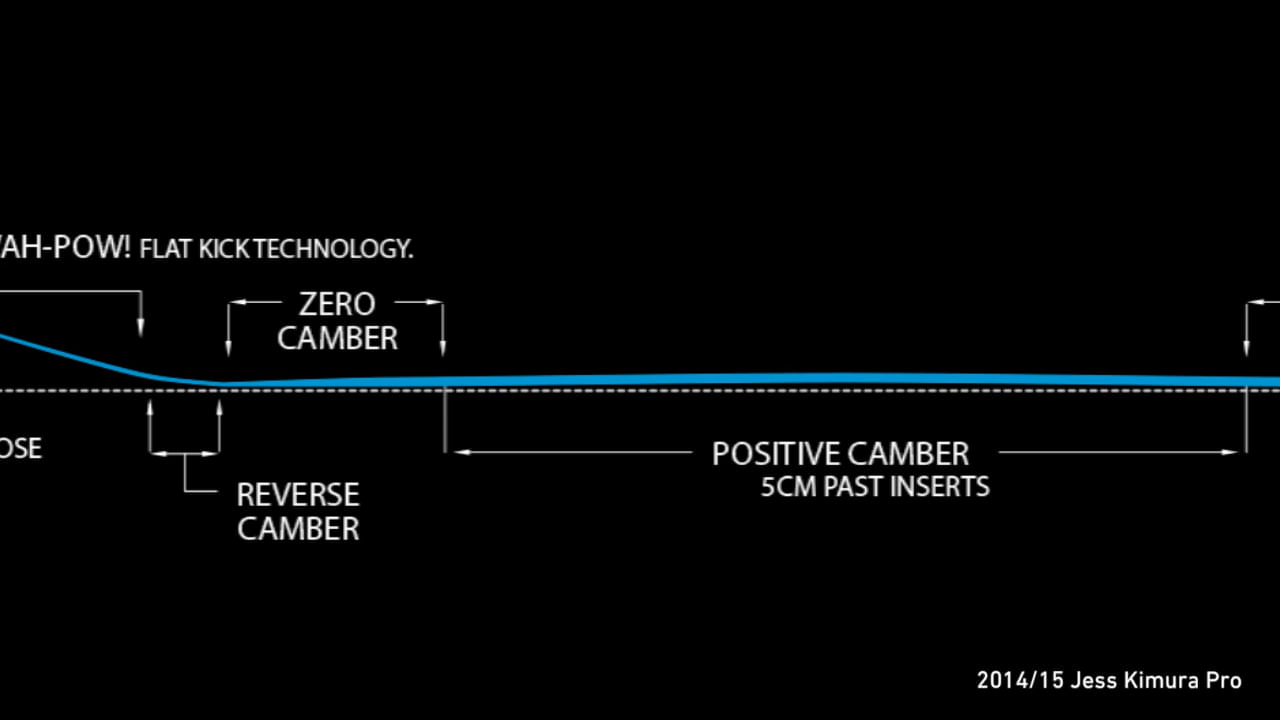 AH-POW! FLAT KICK TECHNOLOGY.
ZERO
CAMBER
OSE
POSITIVE CAMBER
5CM PAST INSERTS
REVERSE
CAMBER
2014/15 Jess Kimura Pro